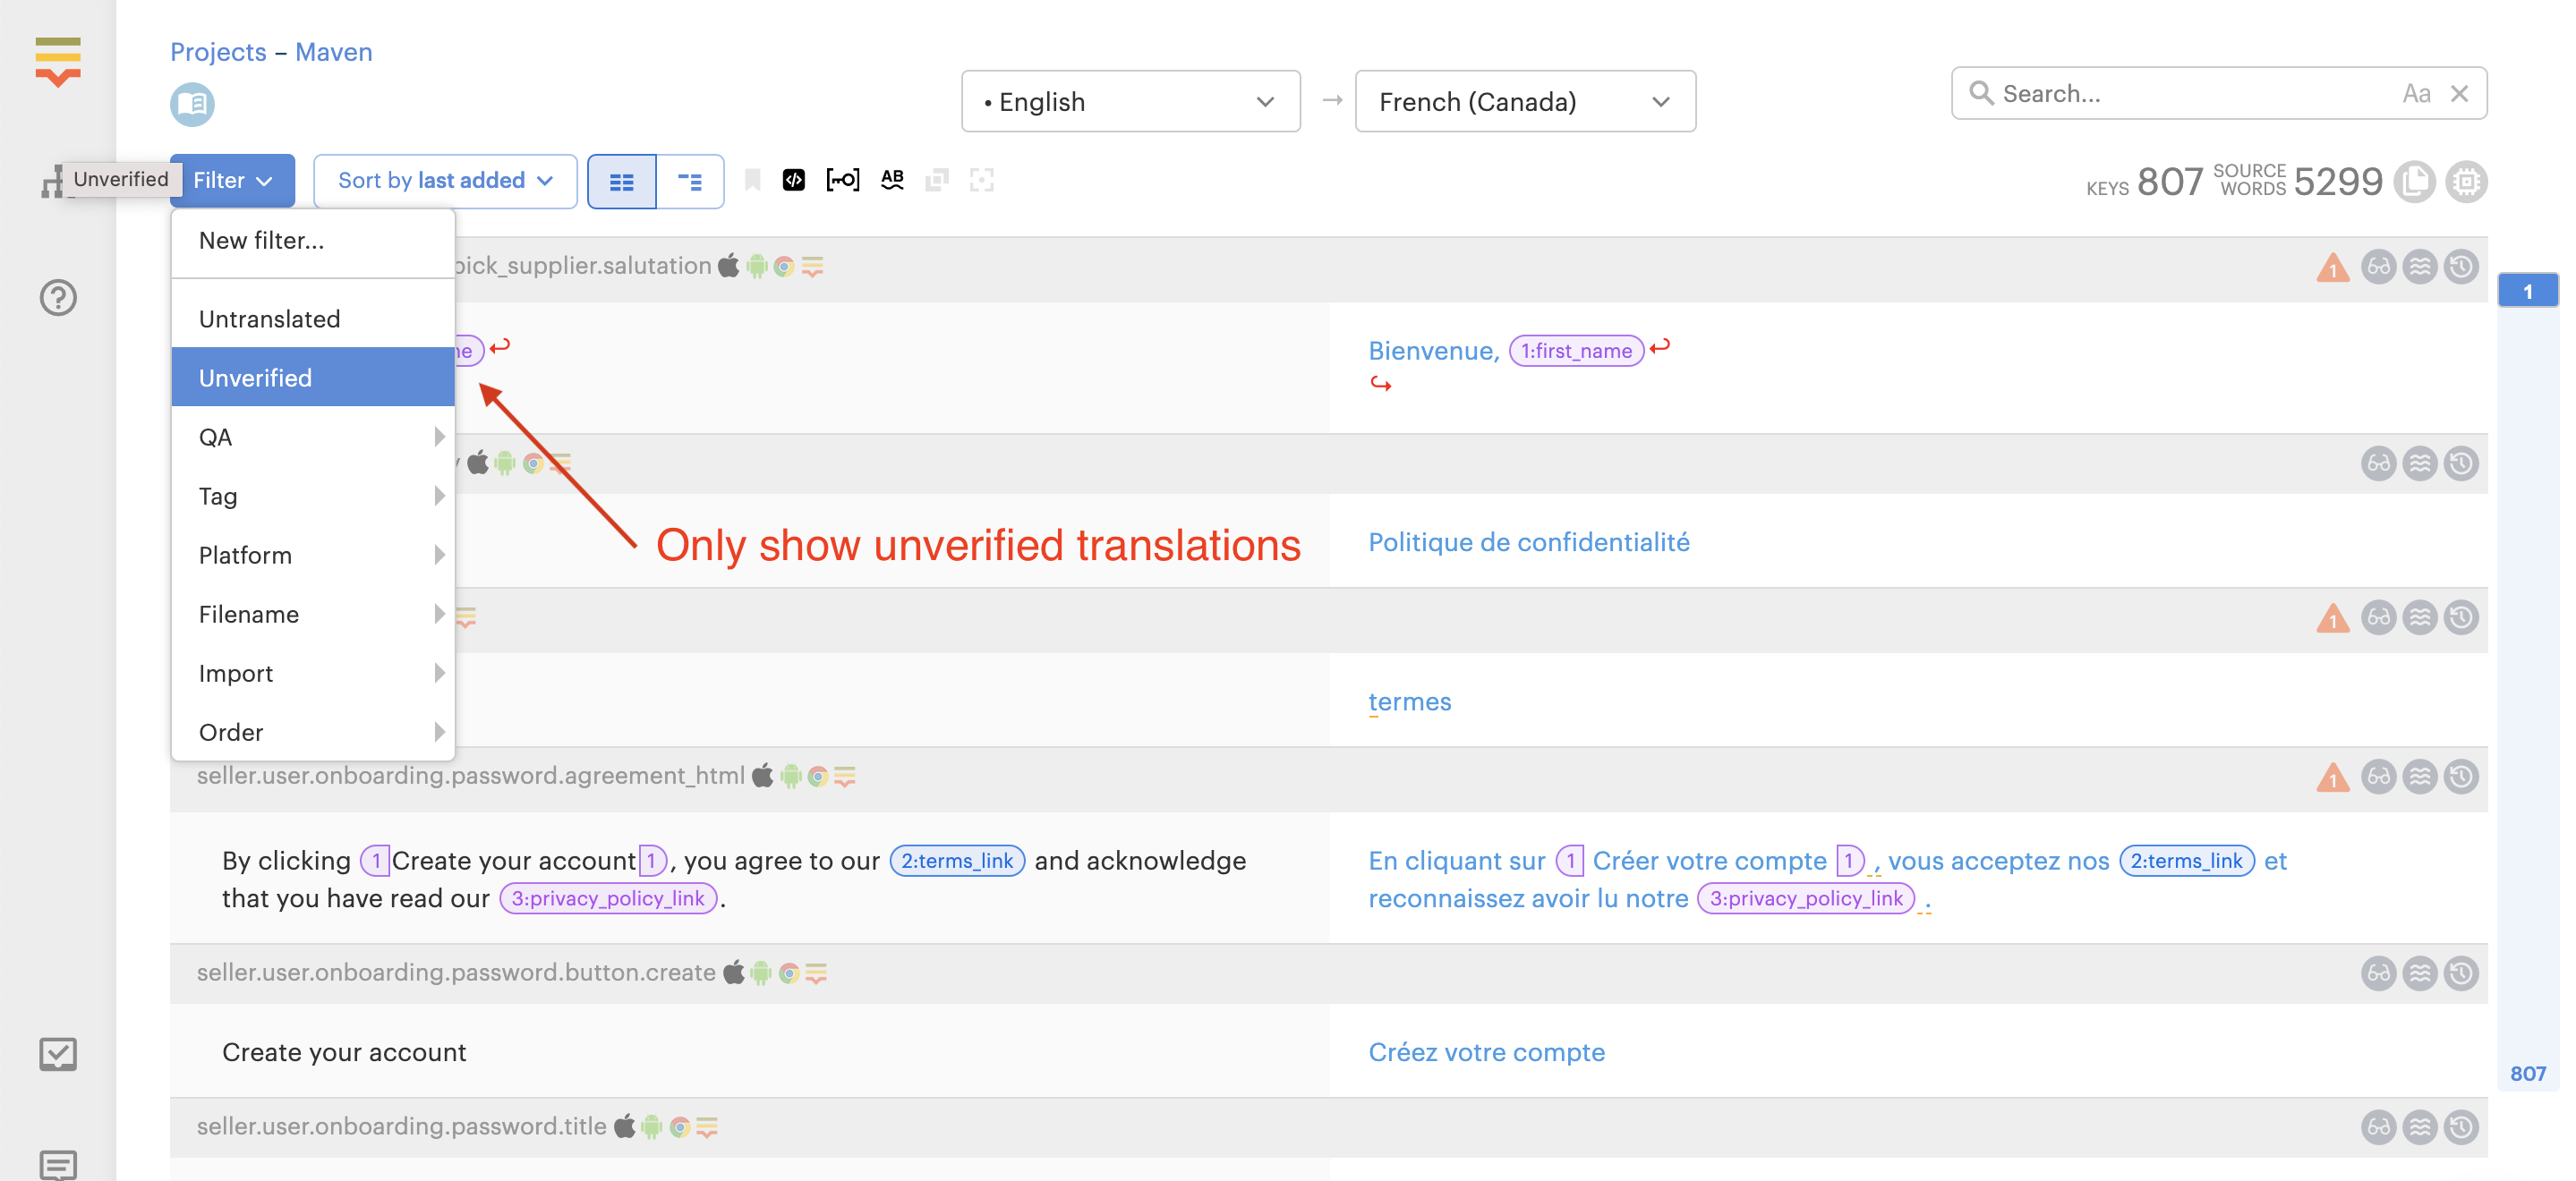 Projects – Maven
• English
→
French (Canada)
Search...
Aa
Unverified
Filter
Sort by last added
AB
KEYS 807 SOURCE WORDS 5299
New filter...
pick_supplier.salutation
1
1
Untranslated
Unverified
Bienvenue, 1:first_name
QA
Tag
Only show unverified translations
Politique de confidentialité
Platform
Filename
1
Import
termes
Order
seller.user.onboarding.password.agreement_html
1
By clicking 1 Create your account 1 , you agree to our 2:terms_link and acknowledge
that you have read our 3:privacy_policy_link .
En cliquant sur 1 Créer votre compte 1 , vous acceptez nos 2:terms_link et
reconnaissez avoir lu notre 3:privacy_policy_link .
seller.user.onboarding.password.button.create
Create your account
Créez votre compte
807
seller.user.onboarding.password.title